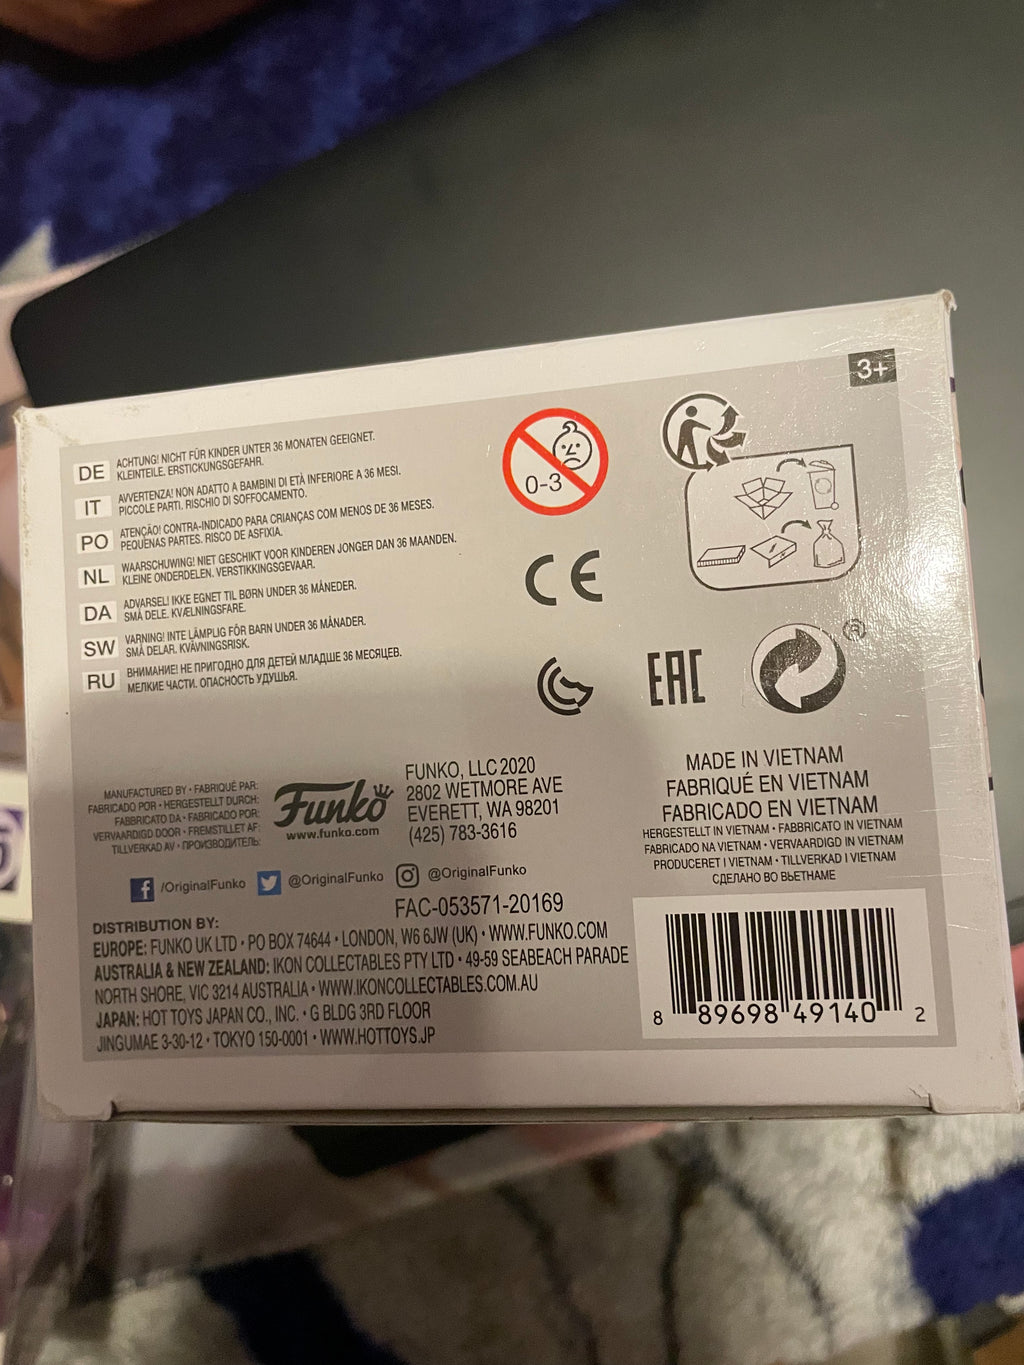 3+
DE ACHTUNG! NICHT FÜR KINDER UNTER 36 MONATEN GEEIGNET.
KLEINTEILE. ERSTICKUNGSGEFAHR.
IT AVVERTENZA! NON ADATTO A BAMBINI DI ETÀ INFERIORE A 36 MESI.
PICCOLE PARTI. RISCHIO DI SOFFOCAMENTO.
PO ATENÇÃO! CONTRA-INDICADO PARA CRIANÇAS COM MENOS DE 36 MESES.
PEQUENAS PARTES. RISCO DE ASFIXIA.
NL WAARSCHUWING! NIET GESCHIKT VOOR KINDEREN JONGER DAN 36 MAANDEN.
KLEINE ONDERDELEN. VERSTIKKINGSGEVAAR.
DA ADVARSEL! IKKE EGNET TIL BØRN UNDER 36 MÅNEDER.
SMÅ DELE. KVÆLNINGSFARE.
SW VARNING! INTE LÄMPLIG FÖR BARN UNDER 36 MÅNADER.
SMÅ DELAR. KVÄVNINGSRISK.
RU ВНИМАНИЕ! НЕ ПРИГОДНО ДЛЯ ДЕТЕЙ МЛАДШЕ 36 МЕСЯЦЕВ.
МЕЛКИЕ ЧАСТИ. ОПАСНОСТЬ УДУШЬЯ.
0-3
CE
EAC
®
MANUFACTURED BY • FABRIQUÉ PAR:
FABRICADO POR • HERGESTELLT DURCH:
FABBRICATO DA • FABRICADO POR:
VERVAARDIGD DOOR • FREMSTILLET AF:
TILLVERKAD AV • ПРОИЗВОДИТЕЛЬ:
Funko
www.funko.com
FUNKO, LLC 2020
2802 WETMORE AVE
EVERETT, WA 98201
(425) 783-3616
MADE IN VIETNAM
FABRIQUÉ EN VIETNAM
FABRICADO EN VIETNAM
HERGESTELLT IN VIETNAM • FABBRICATO IN VIETNAM
FABRICADO NA VIETNAM • VERVAARDIGD IN VIETNAM
PRODUCERET I VIETNAM • TILLVERKAD I VIETNAM
СДЕЛАНО ВО ВЬЕТНАМЕ
f /OriginalFunko @OriginalFunko @OriginalFunko
FAC-053571-20169
DISTRIBUTION BY:
EUROPE: FUNKO UK LTD • PO BOX 74644 • LONDON, W6 6JW (UK) • WWW.FUNKO.COM
AUSTRALIA & NEW ZEALAND: IKON COLLECTABLES PTY LTD • 49-59 SEABEACH PARADE
NORTH SHORE, VIC 3214 AUSTRALIA • WWW.IKONCOLLECTABLES.COM.AU
JAPAN: HOT TOYS JAPAN CO., INC. • G BLDG 3RD FLOOR
JINGUMAE 3-30-12 • TOKYO 150-0001 • WWW.HOTTOYS.JP
8 89698 49140 2